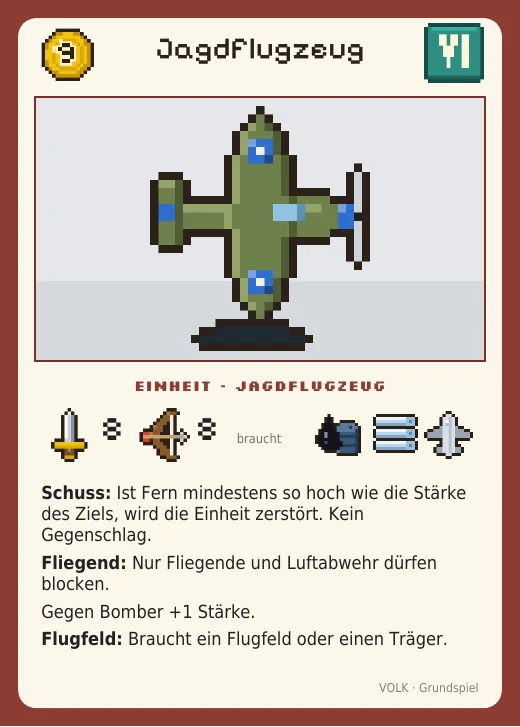 9
Jagdflugzeug
VI
EINHEIT - JAGDFLUGZEUG
8
8
braucht
Schuss: Ist Fern mindestens so hoch wie die Stärke
des Ziels, wird die Einheit zerstört. Kein
Gegenschlag.
Fliegend: Nur Fliegende und Luftabwehr dürfen
blocken.
Gegen Bomber +1 Stärke.
Flugfeld: Braucht ein Flugfeld oder einen Träger.
VOLK · Grundspiel